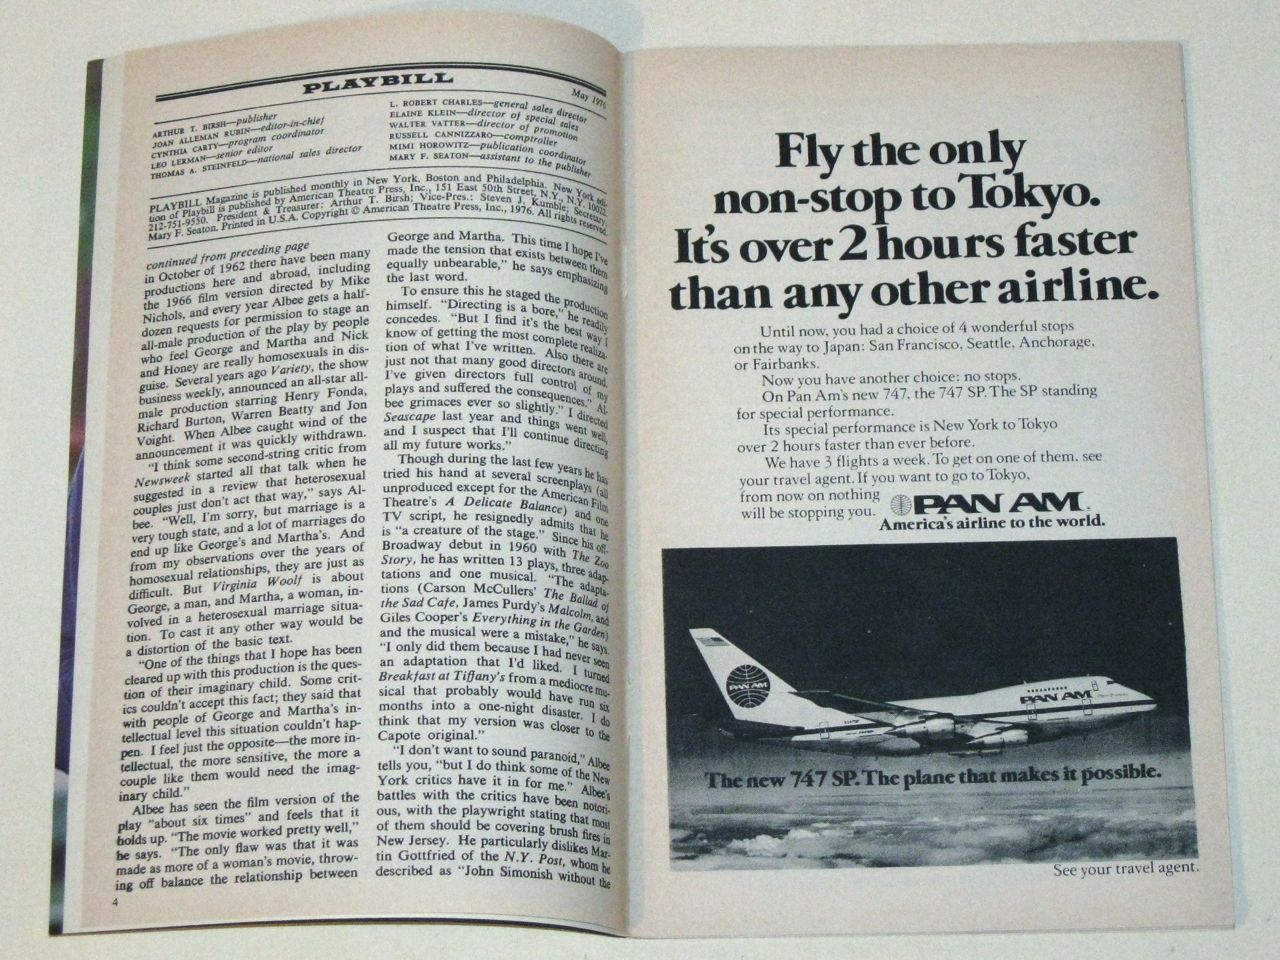 PLAYBILL
May 1976
ARTHUR T. BIRSH—publisher
JOAN ALLEMAN RUBIN—editor-in-chief
CYNTHIA CARTY—program coordinator
LEO LERMAN—senior editor
THOMAS A. STEINFELD—national sales director
L. ROBERT CHARLES—general sales director
ELAINE KLEIN—director of special sales
WALTER VATTER—director of promotion
RUSSELL CANNIZZARO—comptroller
MIMI HOROWITZ—publication coordinator
MARY F. SEATON—assistant to the publisher
PLAYBILL Magazine is published monthly in New York, Boston and Philadelphia. New York edi-
tion of Playbill is published by American Theatre Press, Inc., 151 East 50th Street, N.Y., N.Y. 10022.
212-751-9550. President & Treasurer: Arthur T. Birsh; Vice-Pres.: Steven J. Kumble; Secretary,
Mary F. Seaton. Printed in U.S.A. Copyright © American Theatre Press, Inc., 1976. All rights reserved.
continued from preceding page
in October of 1962 there have been many
productions here and abroad, including
the 1966 film version directed by Mike
Nichols, and every year Albee gets a half-
dozen requests for permission to stage an
all-male production of the play by people
who feel George and Martha and Nick
and Honey are really homosexuals in dis-
guise. Several years ago Variety, the show
business weekly, announced an all-star all-
male production starring Henry Fonda,
Richard Burton, Warren Beatty and Jon
Voight. When Albee caught wind of the
announcement it was quickly withdrawn.
"I think some second-string critic from
Newsweek started all that talk when he
suggested in a review that heterosexual
couples just don't act that way," says Al-
bee. "Well, I'm sorry, but marriage is a
very tough state, and a lot of marriages do
end up like George's and Martha's. And
from my observations over the years of
homosexual relationships, they are just as
difficult. But Virginia Woolf is about
George, a man, and Martha, a woman, in-
volved in a heterosexual marriage situa-
tion. To cast it any other way would be
a distortion of the basic text.
"One of the things that I hope has been
cleared up with this production is the ques-
tion of their imaginary child. Some crit-
ics couldn't accept this fact; they said that
with people of George and Martha's in-
tellectual level this situation couldn't hap-
pen. I feel just the opposite—the more in-
tellectual, the more sensitive, the more a
couple like them would need the imag-
inary child."
Albee has seen the film version of the
play "about six times" and feels that it
holds up. "The movie worked pretty well,"
he says. "The only flaw was that it was
made as more of a woman's movie, throw-
ing off balance the relationship between
4
George and Martha. This time I hope I've
made the tension that exists between them
equally unbearable," he says emphasizing
the last word.
To ensure this he staged the production
himself. "Directing is a bore," he readily
concedes. "But I find it's the best way I
know of getting the most complete realiza-
tion of what I've written. Also there are
just not that many good directors around.
I've given directors full control of my
plays and suffered the consequences." Al-
bee grimaces ever so slightly." I directed
Seascape last year and things went well,
and I suspect that I'll continue directing
all my future works."
Though during the last few years he has
tried his hand at several screenplays (all
unproduced except for the American Film
Theatre's A Delicate Balance) and one
TV script, he resignedly admits that he
is "a creature of the stage." Since his off-
Broadway debut in 1960 with The Zoo
Story, he has written 13 plays, three adap-
tations and one musical. "The adapta-
tions (Carson McCullers' The Ballad of
the Sad Cafe, James Purdy's Malcolm, and
Giles Cooper's Everything in the Garden)
and the musical were a mistake," he says.
"I only did them because I had never seen
an adaptation that I'd liked. I turned
Breakfast at Tiffany's from a mediocre mu-
sical that probably would have run six
months into a one-night disaster. I do
think that my version was closer to the
Capote original."
"I don't want to sound paranoid," Albee
tells you, "but I do think some of the New
York critics have it in for me." Albee's
battles with the critics have been notori-
ous, with the playwright stating that most
of them should be covering brush fires in
New Jersey. He particularly dislikes Mar-
tin Gottfried of the N.Y. Post, whom he
described as "John Simonish without the
Fly the only
non-stop to Tokyo.
It's over 2 hours faster
than any other airline.
Until now, you had a choice of 4 wonderful stops
on the way to Japan: San Francisco, Seattle, Anchorage,
or Fairbanks.
Now you have another choice: no stops.
On Pan Am's new 747, the 747 SP. The SP standing
for special performance.
Its special performance is New York to Tokyo
over 2 hours faster than ever before.
We have 3 flights a week. To get on one of them, see
your travel agent. If you want to go to Tokyo,
from now on nothing
will be stopping you.
PAN AM.
America's airline to the world.
PAN AM
PAN AM
The new 747 SP. The plane that makes it possible.
See your travel agent.